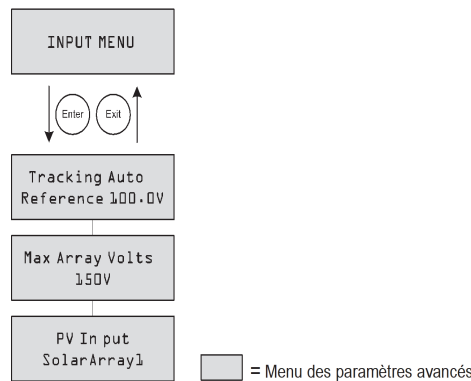 INPUT MENU
Enter Exit
Tracking Auto
Reference 100.0V
Max Array Volts
150V
PV In put
SolarArray1
= Menu des paramètres avancés